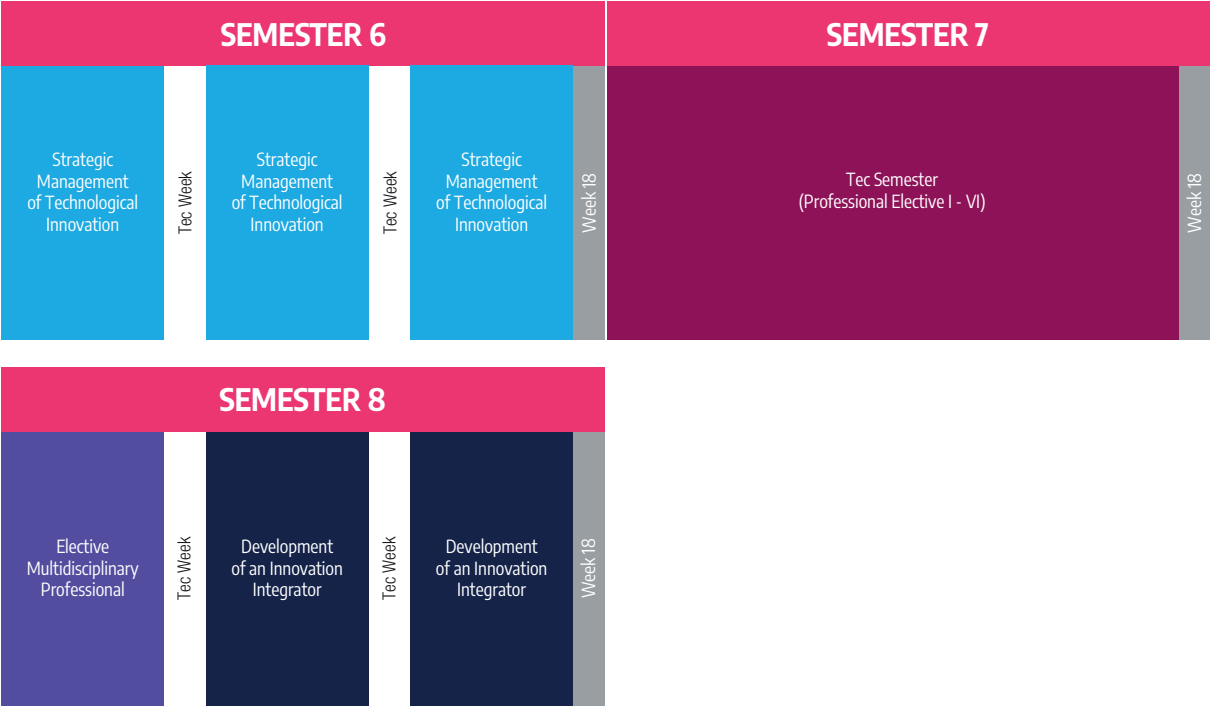 SEMESTER 6
Strategic
Management
of Technological
Innovation
Tec Week
Strategic
Management
of Technological
Innovation
Tec Week
Strategic
Management
of Technological
Innovation
Week 18
SEMESTER 7
Tec Semester
(Professional Elective I - VI)
Week 18
SEMESTER 8
Elective
Multidisciplinary
Professional
Tec Week
Development
of an Innovation
Integrator
Tec Week
Development
of an Innovation
Integrator
Week 18